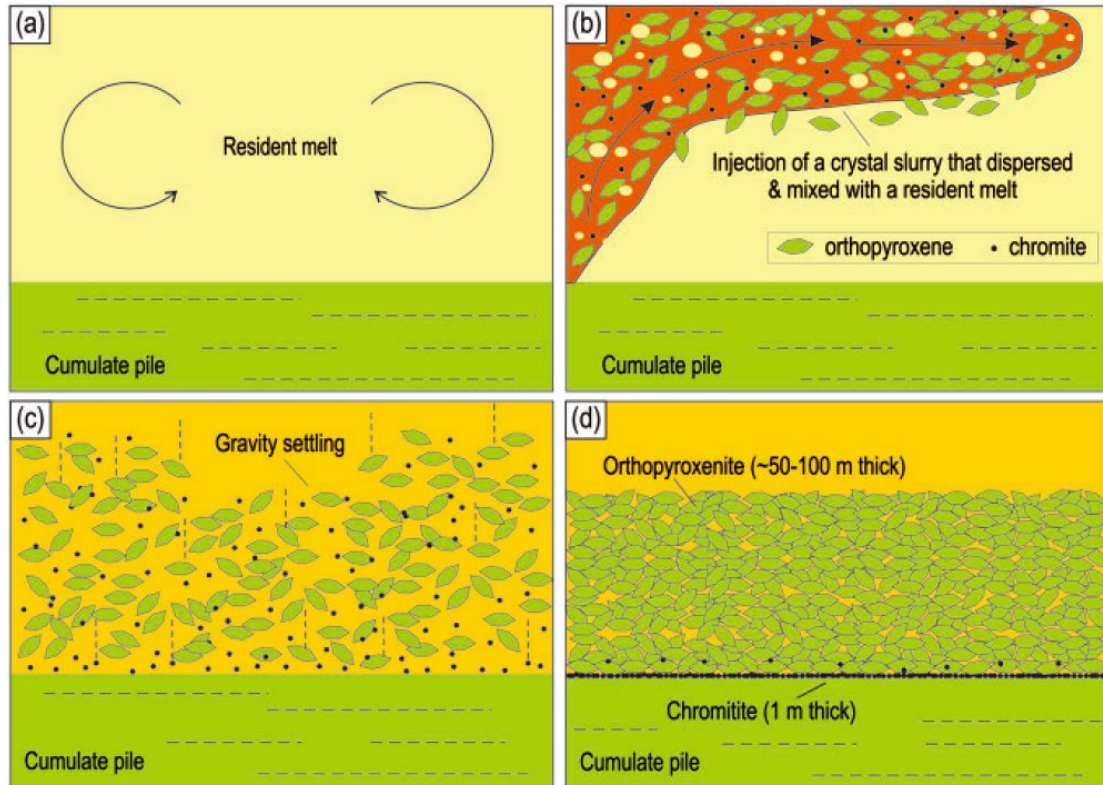 (a)
Resident melt
Cumulate pile
(b)
Injection of a crystal slurry that dispersed
& mixed with a resident melt
orthopyroxene
chromite
Cumulate pile
(c)
Gravity settling
Cumulate pile
(d)
Orthopyroxenite (~50-100 m thick)
Chromitite (1 m thick)
Cumulate pile